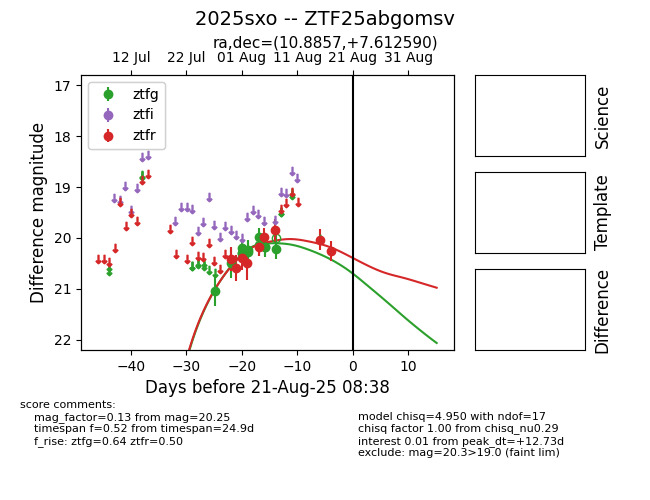 2025sxo -- ZTF25abgomsv
ra,dec=(10.8857,+7.612590)
12 Jul 22 Jul 01 Aug 11 Aug 21 Aug 31 Aug
17
18
19
20
21
22
Difference magnitude
ztfg
ztfi
ztfr
−40 −30 −20 −10 0 10
Days before 21-Aug-25 08:38
Science
Template
Difference
score comments:
mag_factor=0.13 from mag=20.25
timespan f=0.52 from timespan=24.9d
f_rise: ztfg=0.64 ztfr=0.50
model chisq=4.950 with ndof=17
chisq factor 1.00 from chisq_nu0.29
interest 0.01 from peak_dt=+12.73d
exclude: mag=20.3>19.0 (faint lim)